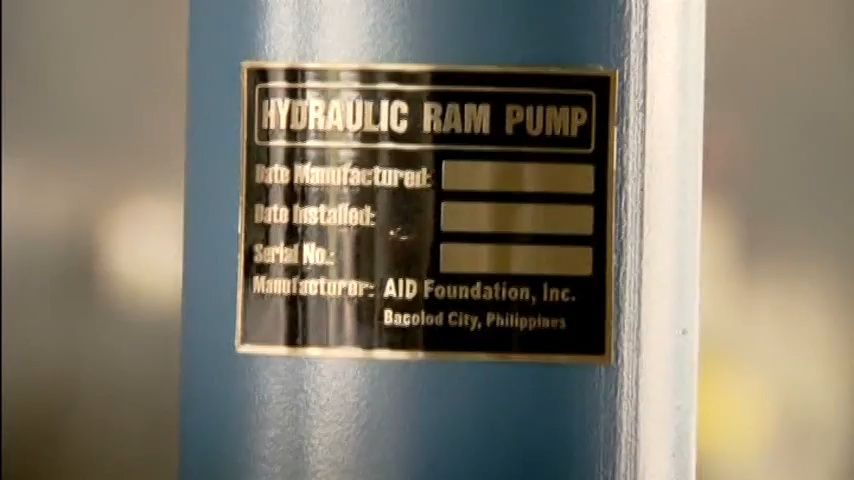 HYDRAULIC RAM PUMP
Date Manufactured:
Date Installed:
Serial No.:
Manufacturer: AID Foundation, Inc.
Bacolod City, Philippines